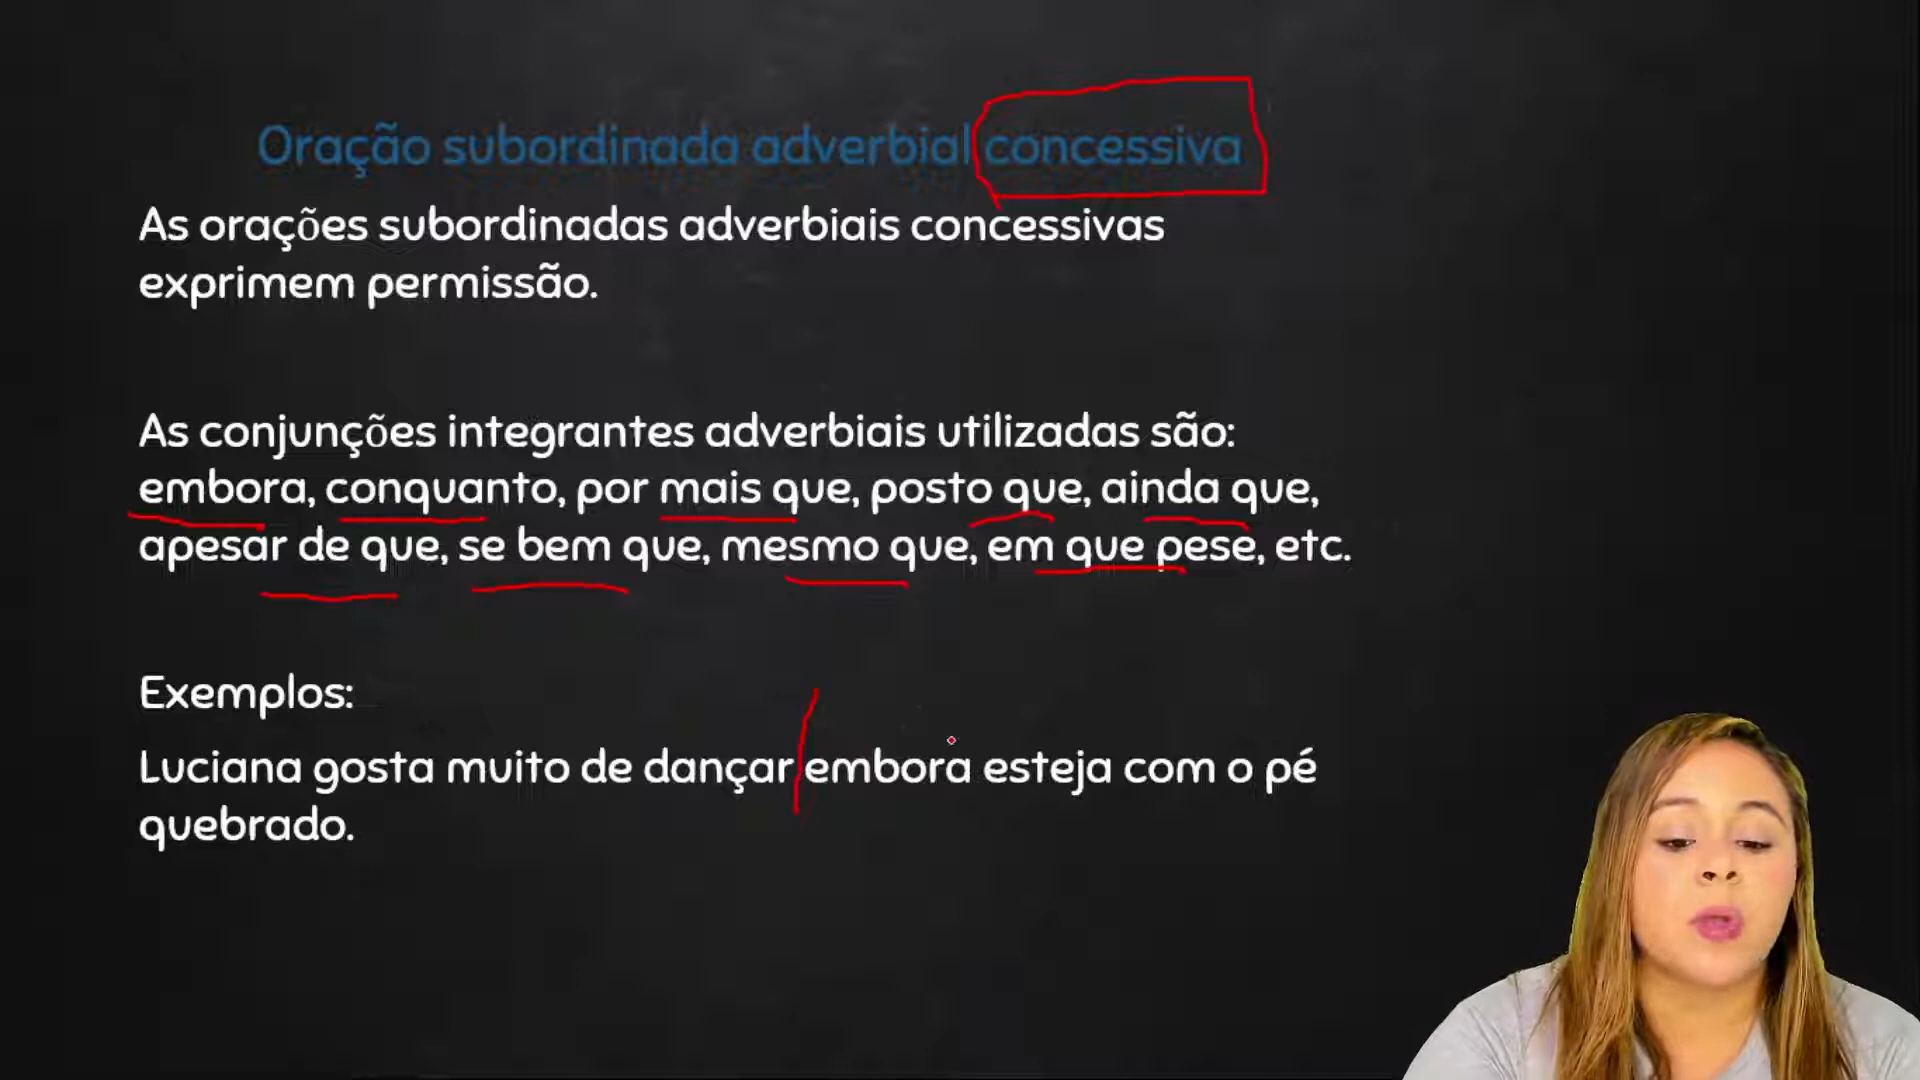 Oração subordinada adverbial concessiva
As orações subordinadas adverbiais concessivas
exprimem permissão.
As conjunções integrantes adverbiais utilizadas são:
embora, conquanto, por mais que, posto que, ainda que,
apesar de que, se bem que, mesmo que, em que pese, etc.
Exemplos:
Luciana gosta muito de dançar embora esteja com o pé
quebrado.